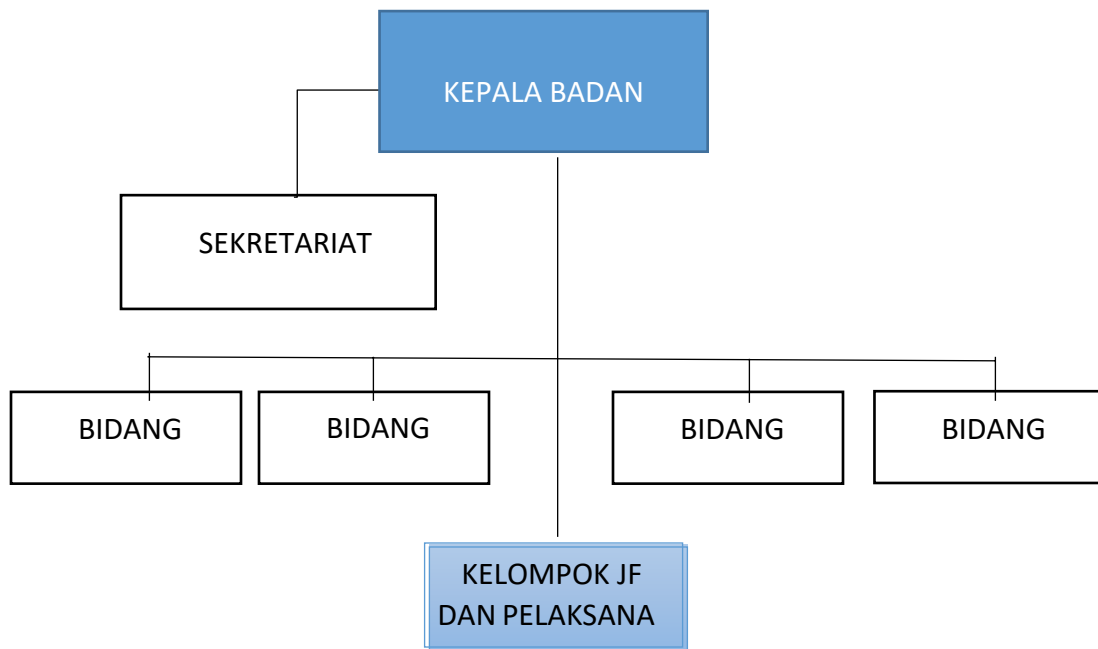 KEPALA BADAN
SEKRETARIAT
BIDANG
BIDANG
BIDANG
BIDANG
KELOMPOK JF
DAN PELAKSANA